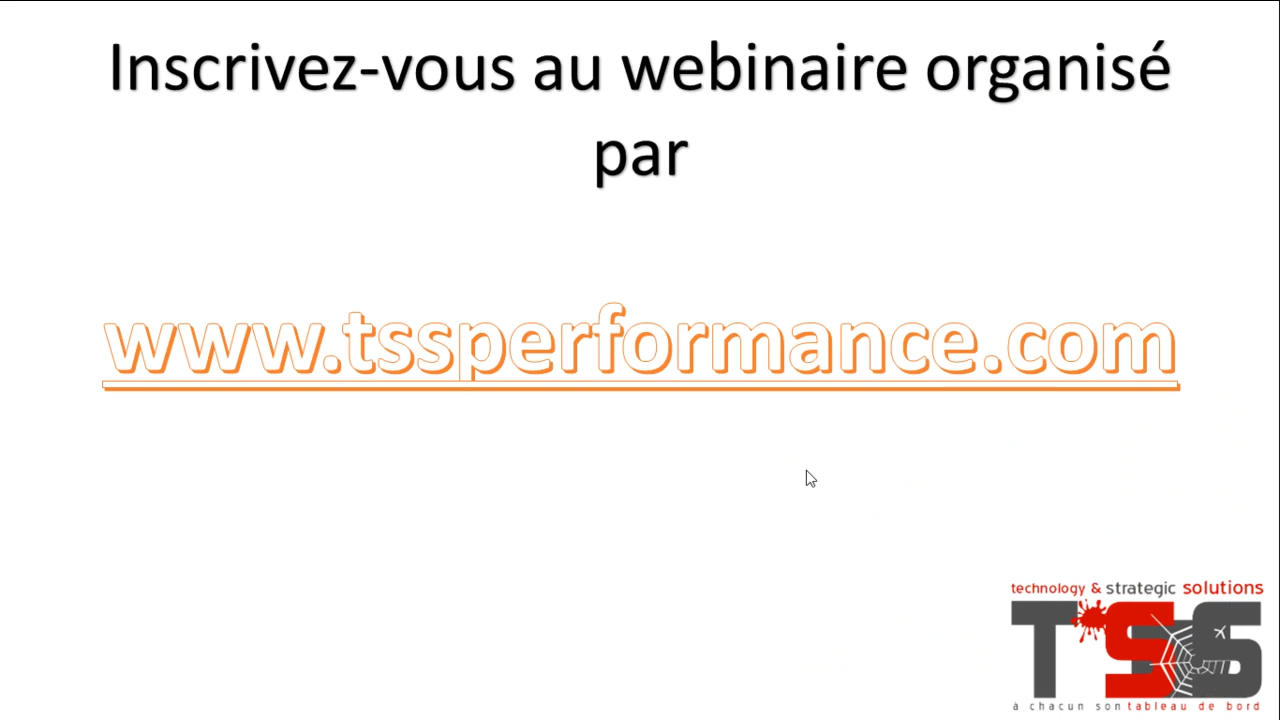 Inscrivez-vous au webinaire organisé
par
www.tssperformance.com
technology & strategic solutions
TSS
à chacun son tableau de bord